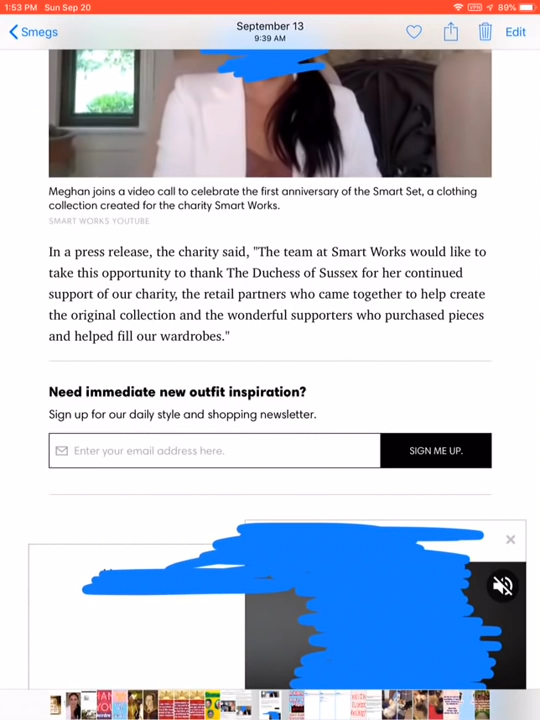 1:53 PM Sun Sep 20
VPN 89%
Smegs
September 13
9:39 AM
Edit
Meghan joins a video call to celebrate the first anniversary of the Smart Set, a clothing
collection created for the charity Smart Works.
SMART WORKS YOUTUBE
In a press release, the charity said, "The team at Smart Works would like to
take this opportunity to thank The Duchess of Sussex for her continued
support of our charity, the retail partners who came together to help create
the original collection and the wonderful supporters who purchased pieces
and helped fill our wardrobes."
Need immediate new outfit inspiration?
Sign up for our daily style and shopping newsletter.
Enter your email address here.
SIGN ME UP.